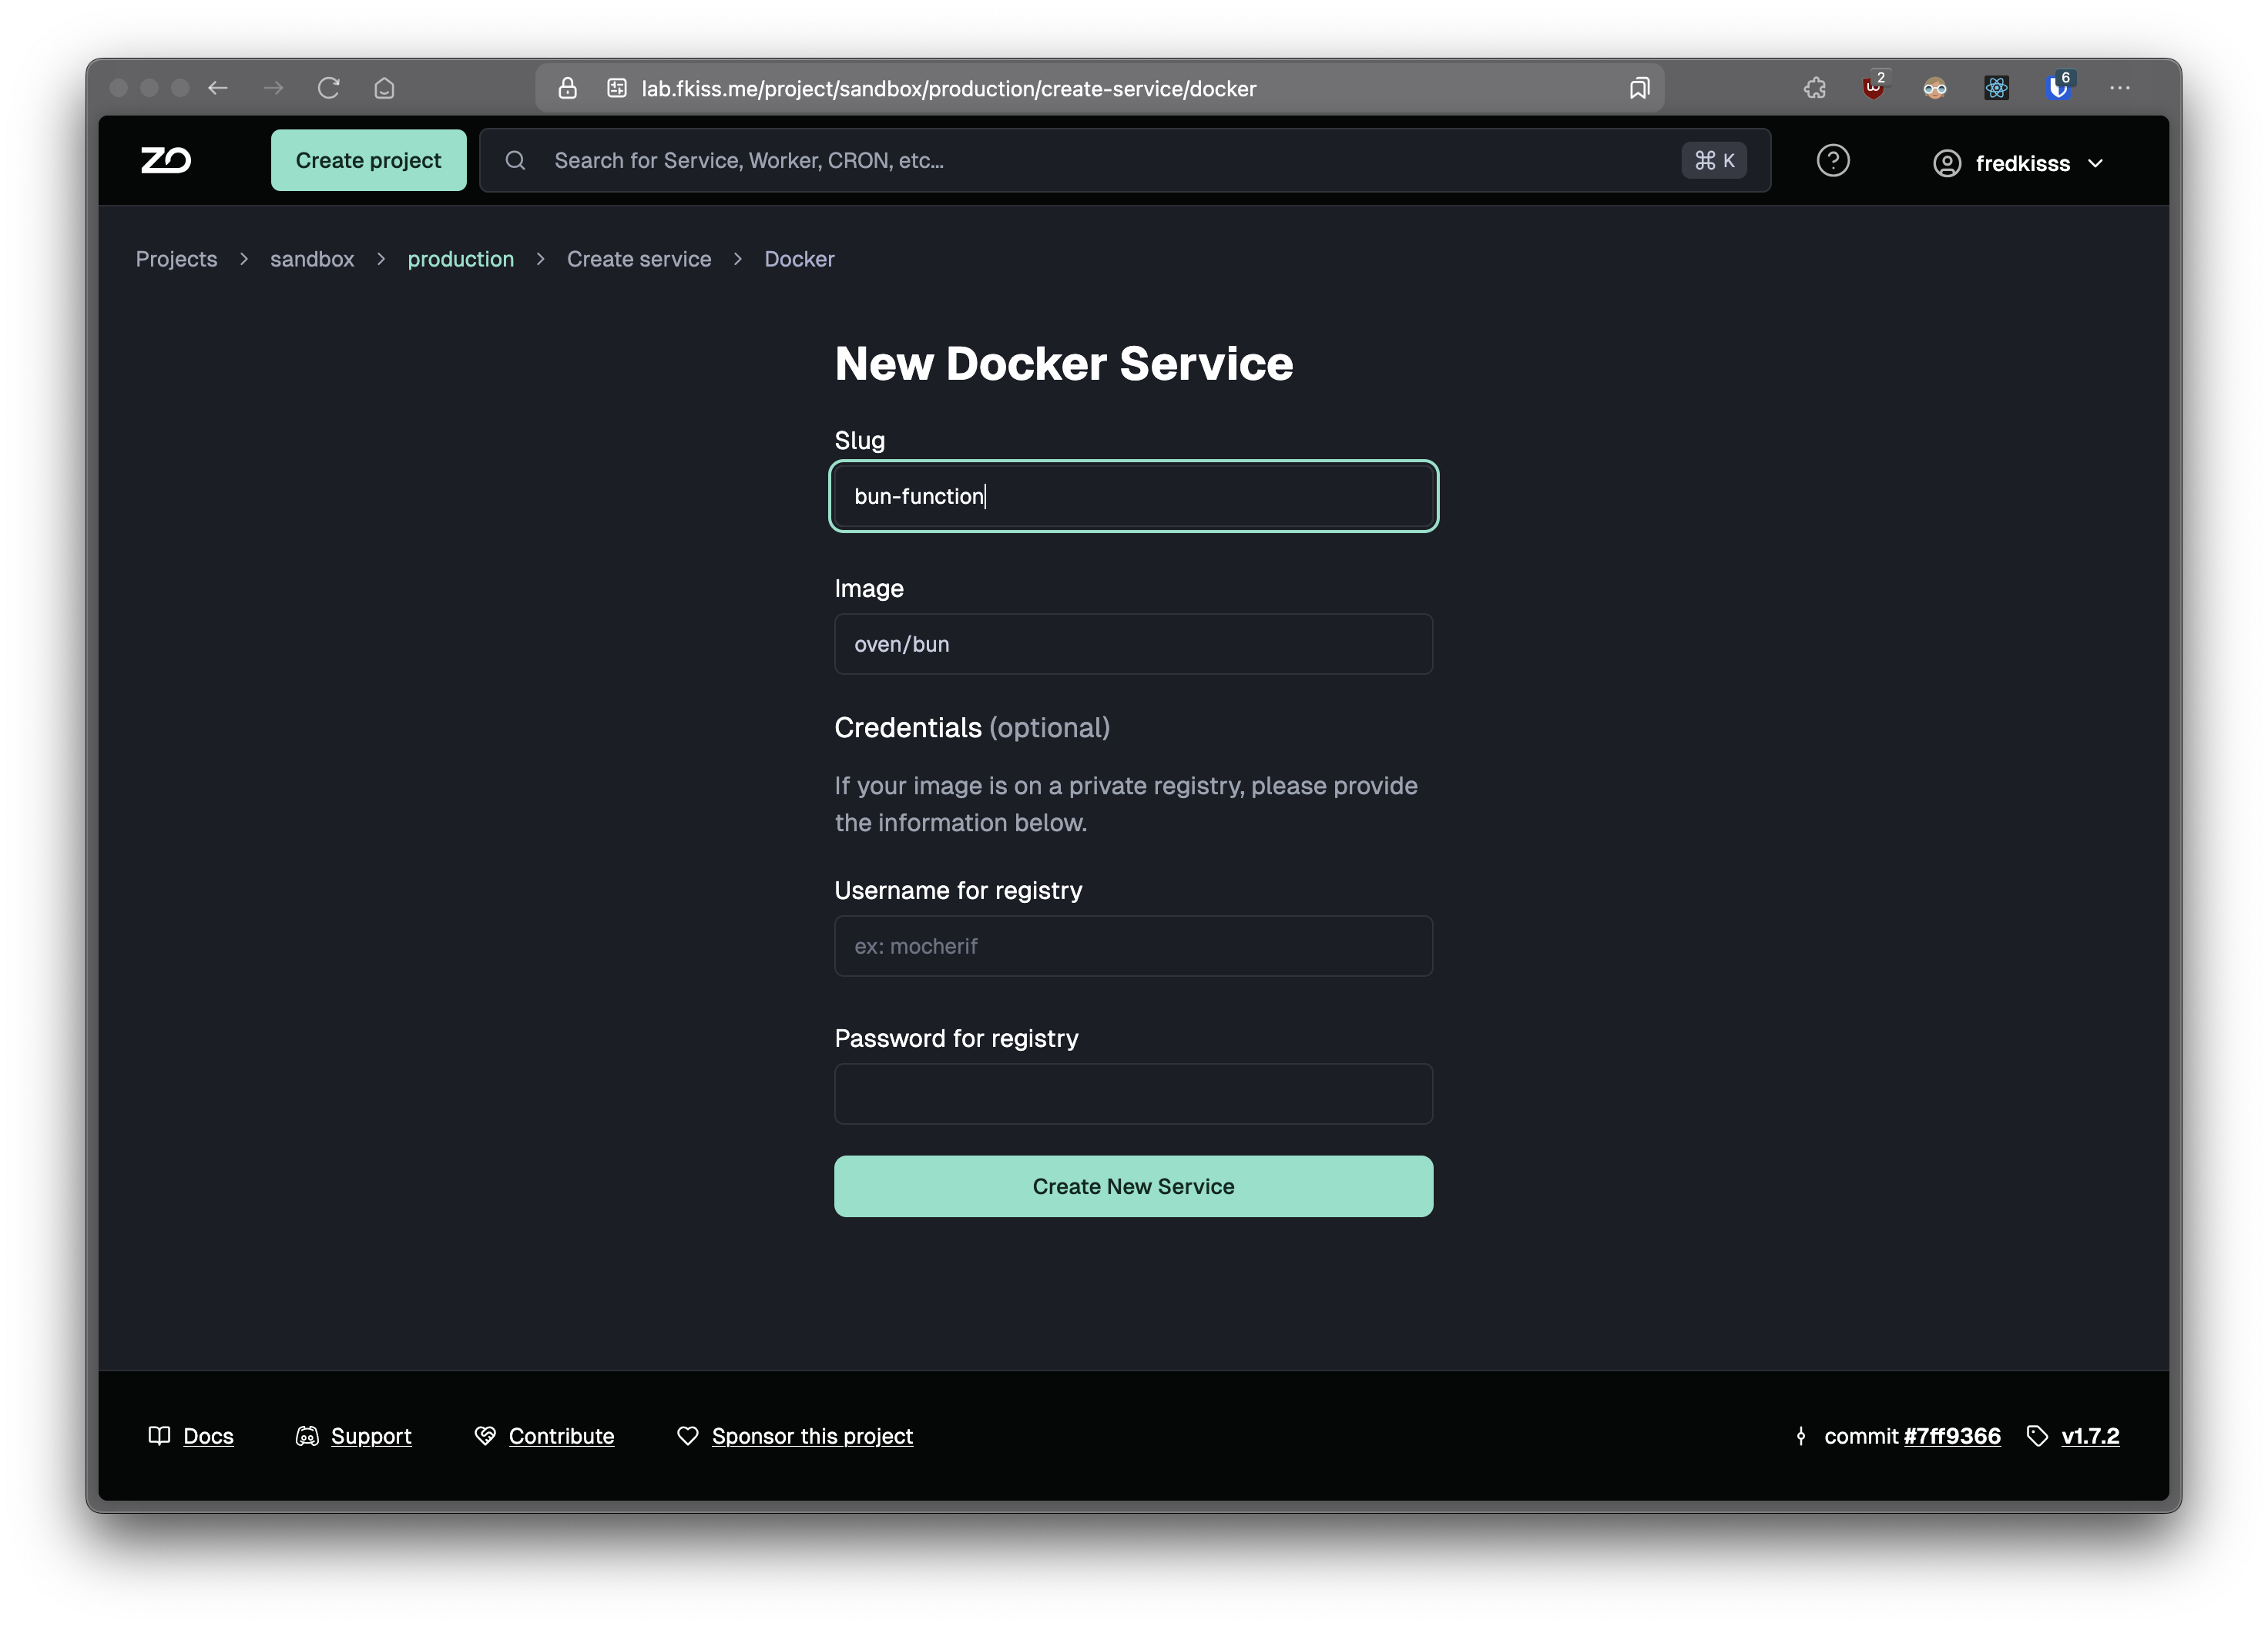 lab.fkiss.me/project/sandbox/production/create-service/docker
2
6
ZO
Create project
Search for Service, Worker, CRON, etc...
⌘ K
fredkisss
Projects > sandbox > production > Create service > Docker
New Docker Service
Slug
bun-function
Image
oven/bun
Credentials (optional)
If your image is on a private registry, please provide
the information below.
Username for registry
ex: mocherif
Password for registry
Create New Service
Docs
Support
Contribute
Sponsor this project
commit #7ff9366
v1.7.2